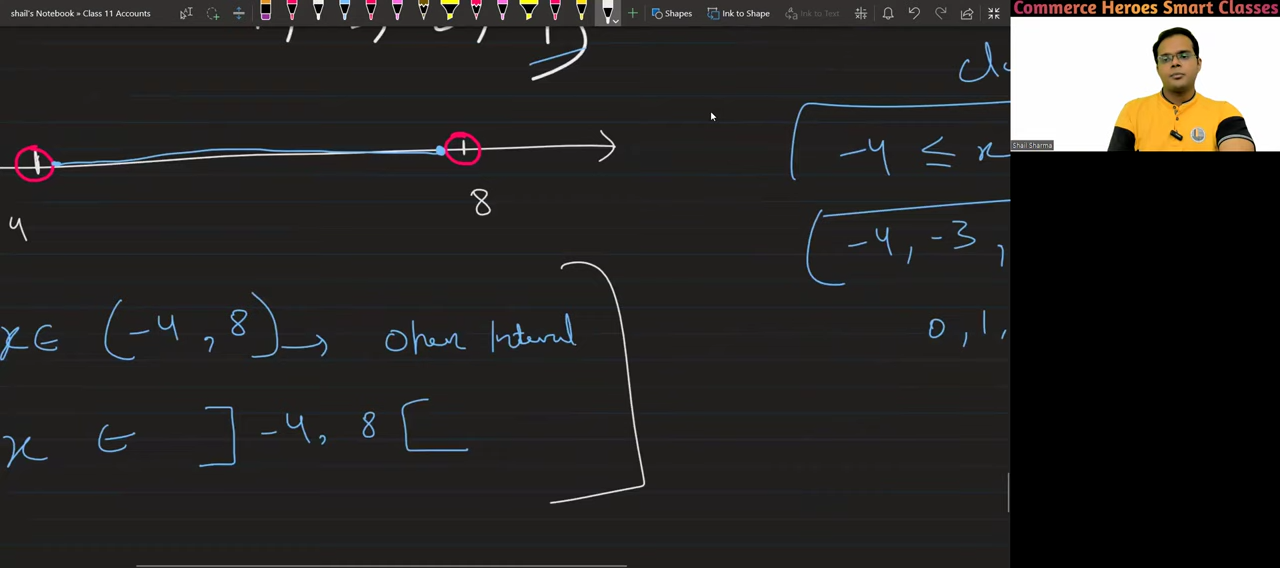 shail's Notebook » Class 11 Accounts
Shapes
Ink to Shape
Ink to Text
Commerce Heroes Smart Classes
Shail Sharma
8
4
x ∈ (-4, 8) → Open Interval
x ∈ ]-4, 8[
-4 ≤ x
(-4, -3,
0, 1,